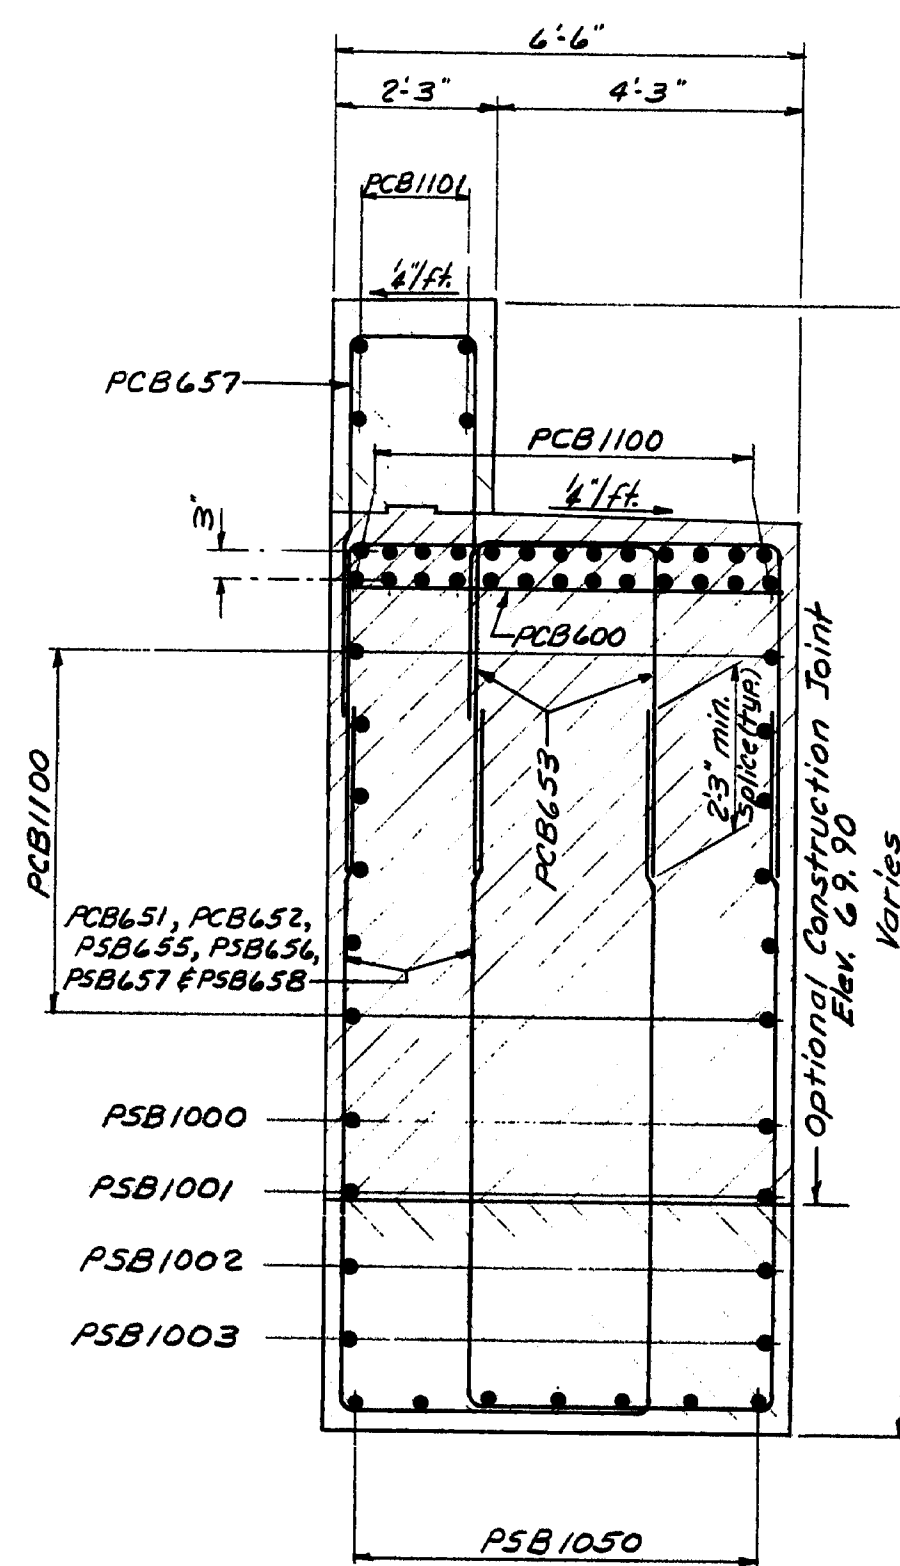 6'-6"
2'-3"
4'-3"
PCB1101
1/4"/ft.
PCB657
PCB1100
1/4"/ft.
3"
PCB600
PCB1100
PCB653
2'-3" min.
splice (typ.)
Optional Construction Joint
Elev. 69.90
Varies
PCB651, PCB652,
PSB655, PSB656,
PSB657 & PSB658
PSB1000
PSB1001
PSB1002
PSB1003
PSB1050